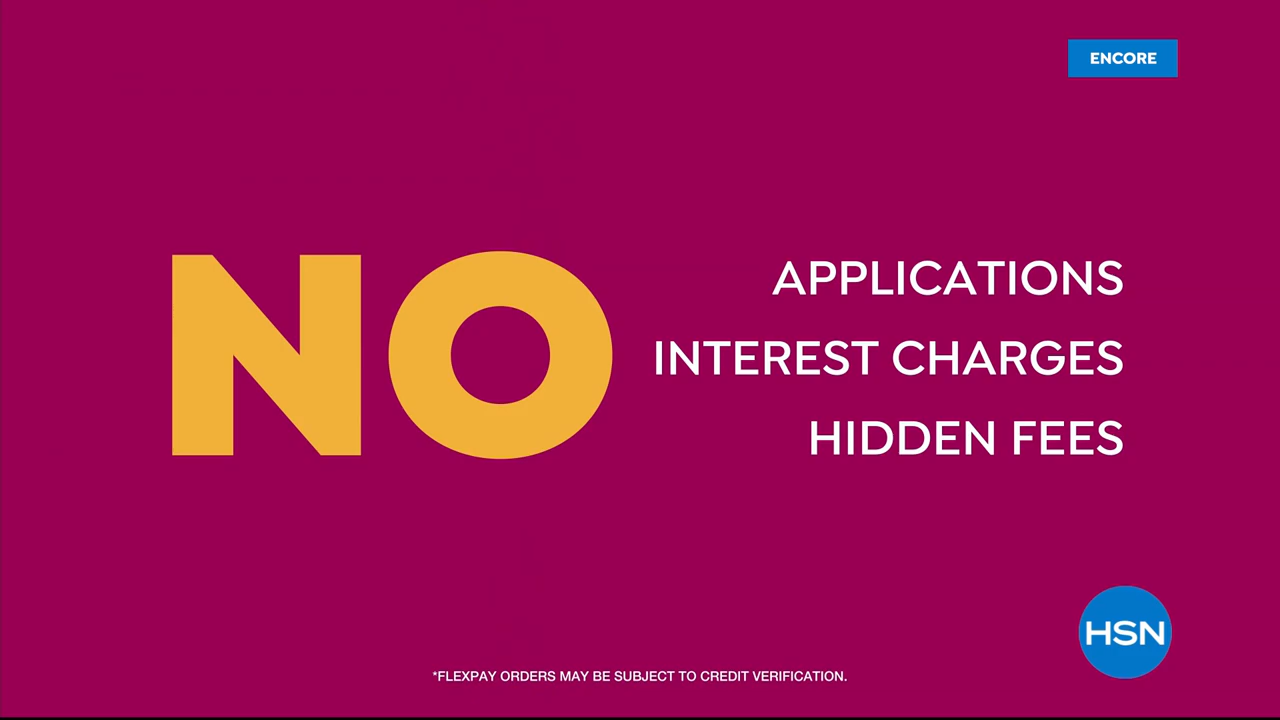 ENCORE
NO
APPLICATIONS
INTEREST CHARGES
HIDDEN FEES
HSN
*FLEXPAY ORDERS MAY BE SUBJECT TO CREDIT VERIFICATION.